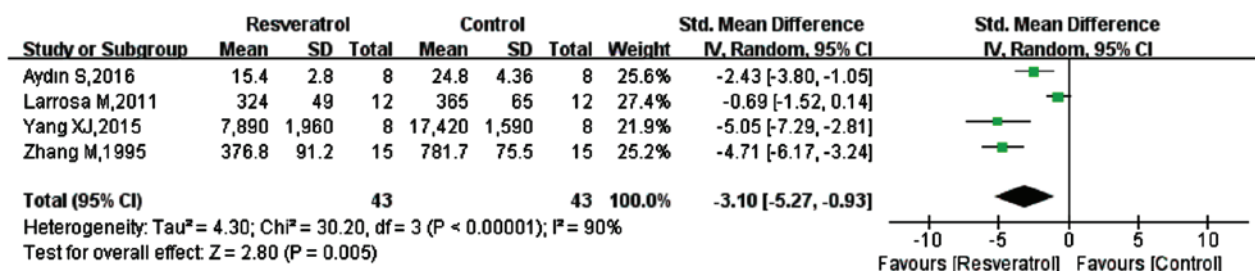 Resveratrol Control Std. Mean Difference Std. Mean Difference
Study or Subgroup Mean SD Total Mean SD Total Weight IV, Random, 95% CI IV, Random, 95% CI
Aydin S,2016 15.4 2.8 8 24.8 4.36 8 25.6% -2.43 [-3.80, -1.05]
Larrosa M,2011 324 49 12 365 65 12 27.4% -0.69 [-1.52, 0.14]
Yang XJ,2015 7,890 1,960 8 17,420 1,590 8 21.9% -5.05 [-7.29, -2.81]
Zhang M,1995 376.8 91.2 15 781.7 75.5 15 25.2% -4.71 [-6.17, -3.24]
Total (95% CI) 43 43 100.0% -3.10 [-5.27, -0.93]
Heterogeneity: Tau² = 4.30; Chi² = 30.20, df = 3 (P < 0.00001); I² = 90%
Test for overall effect: Z = 2.80 (P = 0.005)
-10 -5 0 5 10
Favours [Resveratrol] Favours [Control]